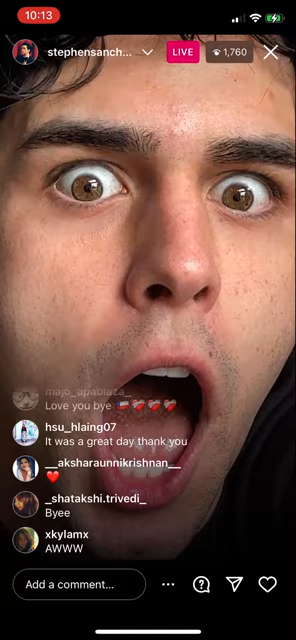 10:13
stephensanch...
LIVE
1,760
majo_apablaza_
Love you bye 🇨🇱❤️‍🩹❤️‍🩹❤️‍🩹❤️‍🩹
hsu_hlaing07
It was a great day thank you
__aksharaunnikrishnan__
❤️
_shatakshi.trivedi_
Byee
xkylamx
AWWW
Add a comment...